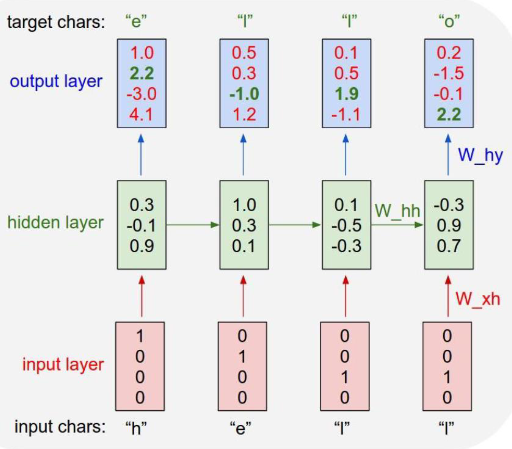 target chars: “e” “l” “l” “o”
output layer
1.0 0.5 0.1 0.2
2.2 0.3 0.5 -1.5
-3.0 -1.0 1.9 -0.1
4.1 1.2 -1.1 2.2
W_hy
hidden layer
0.3 1.0 0.1 -0.3
-0.1 0.3 -0.5 0.9
0.9 0.1 -0.3 0.7
W_hh
W_xh
input layer
1 0 0 0
0 1 0 0
0 0 1 1
0 0 0 0
input chars: “h” “e” “l” “l”